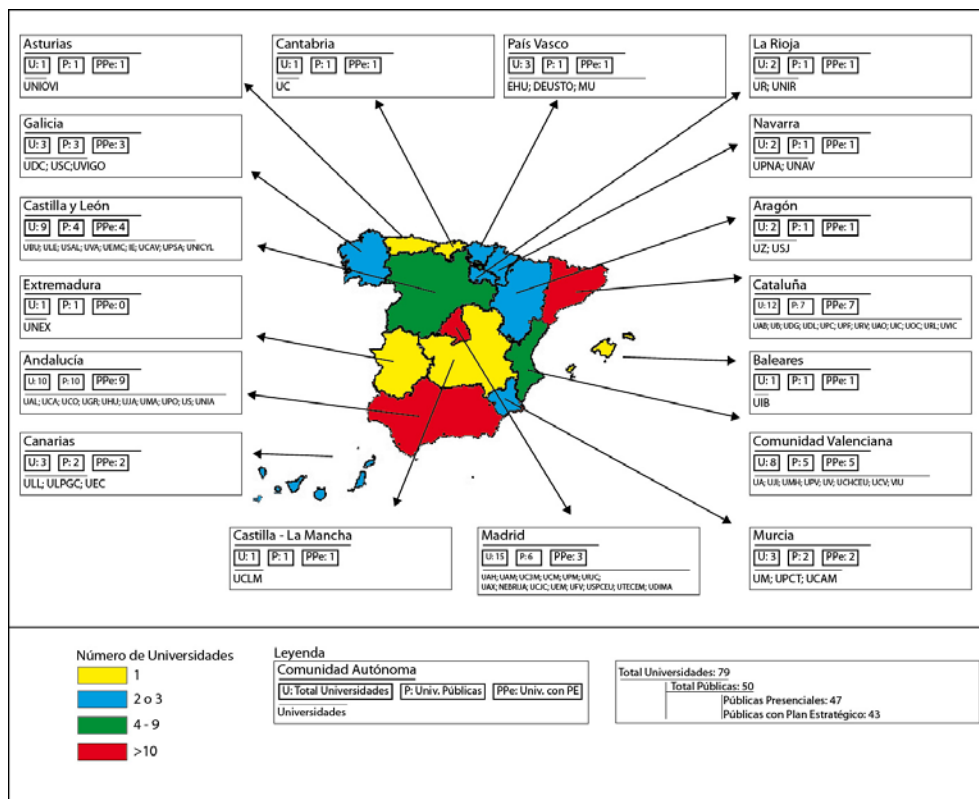 Asturias
U: 1 P: 1 PPe: 1
UNIOVI
Cantabria
U: 1 P: 1 PPe: 1
UC
País Vasco
U: 3 P: 1 PPe: 1
EHU; DEUSTO; MU
La Rioja
U: 2 P: 1 PPe: 1
UR; UNIR
Galicia
U: 3 P: 3 PPe: 3
UDC; USC;UVIGO
Navarra
U: 2 P: 1 PPe: 1
UPNA; UNAV
Castilla y León
U: 9 P: 4 PPe: 4
UBU; ULE; USAL; UVA; UEMC; IE; UCAV; UPSA; UNICYL
Aragón
U: 2 P: 1 PPe: 1
UZ; USJ
Extremadura
U: 1 P: 1 PPe: 0
UNEX
Cataluña
U: 12 P: 7 PPe: 7
UAB; UB; UDG; UDL; UPC; UPF; URV; UAO; UIC; UOC; URL; UVIC
Andalucía
U: 10 P: 10 PPe: 9
UAL; UCA; UCO; UGR; UHU; UJA; UMA; UPO; US; UNIA
Baleares
U: 1 P: 1 PPe: 1
UIB
Canarias
U: 3 P: 2 PPe: 2
ULL; ULPGC; UEC
Comunidad Valenciana
U: 8 P: 5 PPe: 5
UA; UJI; UMH; UPV; UV; UCHCEU; UCV; VIU
Castilla - La Mancha
U: 1 P: 1 PPe: 1
UCLM
Madrid
U: 15 P: 6 PPe: 3
UAH; UAM; UC3M; UCM; UPM; URJC;
UAX; NEBRIJA; UCJC; UEM; UFV; USPCEU; UTECEM; UDIMA
Murcia
U: 3 P: 2 PPe: 2
UM; UPCT; UCAM
Número de Universidades
1
2 o 3
4 - 9
>10
Leyenda
Comunidad Autónoma
U: Total Universidades P: Univ. Públicas PPe: Univ. con PE
Universidades
Total Universidades: 79
Total Públicas: 50
Públicas Presenciales: 47
Públicas con Plan Estratégico: 43